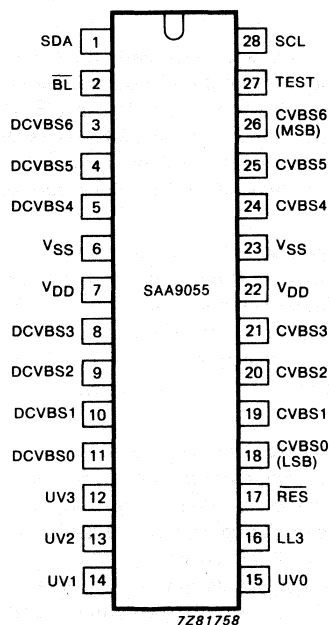 SDA 1 28 SCL
BL 2 27 TEST
DCVBS6 3 26 CVBS6
(MSB)
DCVBS5 4 25 CVBS5
DCVBS4 5 24 CVBS4
VSS 6 23 VSS
VDD 7 SAA9055 22 VDD
DCVBS3 8 21 CVBS3
DCVBS2 9 20 CVBS2
DCVBS1 10 19 CVBS1
DCVBS0 11 18 CVBS0
(LSB)
UV3 12 17 RES
UV2 13 16 LL3
UV1 14 15 UV0
7Z81758